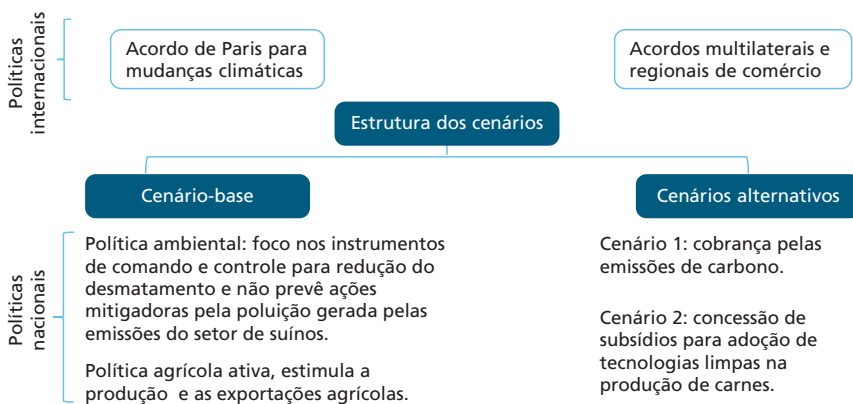 Políticas
internacionais
Acordo de Paris para
mudanças climáticas
Acordos multilaterais e
regionais de comércio
Estrutura dos cenários
Cenário-base
Cenários alternativos
Políticas
nacionais
Política ambiental: foco nos instrumentos
de comando e controle para redução do
desmatamento e não prevê ações
mitigadoras pela poluição gerada pelas
emissões do setor de suínos.
Política agrícola ativa, estimula a
produção e as exportações agrícolas.
Cenário 1: cobrança pelas
emissões de carbono.
Cenário 2: concessão de
subsídios para adoção de
tecnologias limpas na
produção de carnes.